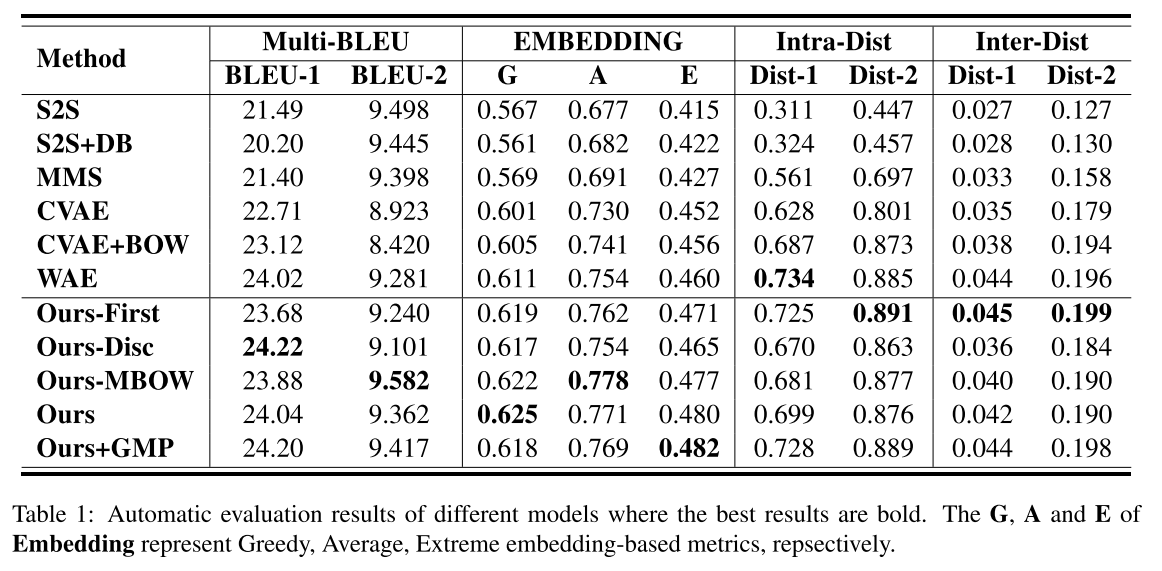 Method Multi-BLEU EMBEDDING Intra-Dist Inter-Dist
BLEU-1 BLEU-2 G A E Dist-1 Dist-2 Dist-1 Dist-2
S2S 21.49 9.498 0.567 0.677 0.415 0.311 0.447 0.027 0.127
S2S+DB 20.20 9.445 0.561 0.682 0.422 0.324 0.457 0.028 0.130
MMS 21.40 9.398 0.569 0.691 0.427 0.561 0.697 0.033 0.158
CVAE 22.71 8.923 0.601 0.730 0.452 0.628 0.801 0.035 0.179
CVAE+BOW 23.12 8.420 0.605 0.741 0.456 0.687 0.873 0.038 0.194
WAE 24.02 9.281 0.611 0.754 0.460 0.734 0.885 0.044 0.196
Ours-First 23.68 9.240 0.619 0.762 0.471 0.725 0.891 0.045 0.199
Ours-Disc 24.22 9.101 0.617 0.754 0.465 0.670 0.863 0.036 0.184
Ours-MBOW 23.88 9.582 0.622 0.778 0.477 0.681 0.877 0.040 0.190
Ours 24.04 9.362 0.625 0.771 0.480 0.699 0.876 0.042 0.190
Ours+GMP 24.20 9.417 0.618 0.769 0.482 0.728 0.889 0.044 0.198
Table 1: Automatic evaluation results of different models where the best results are bold. The G, A and E of
Embedding represent Greedy, Average, Extreme embedding-based metrics, repsectively.